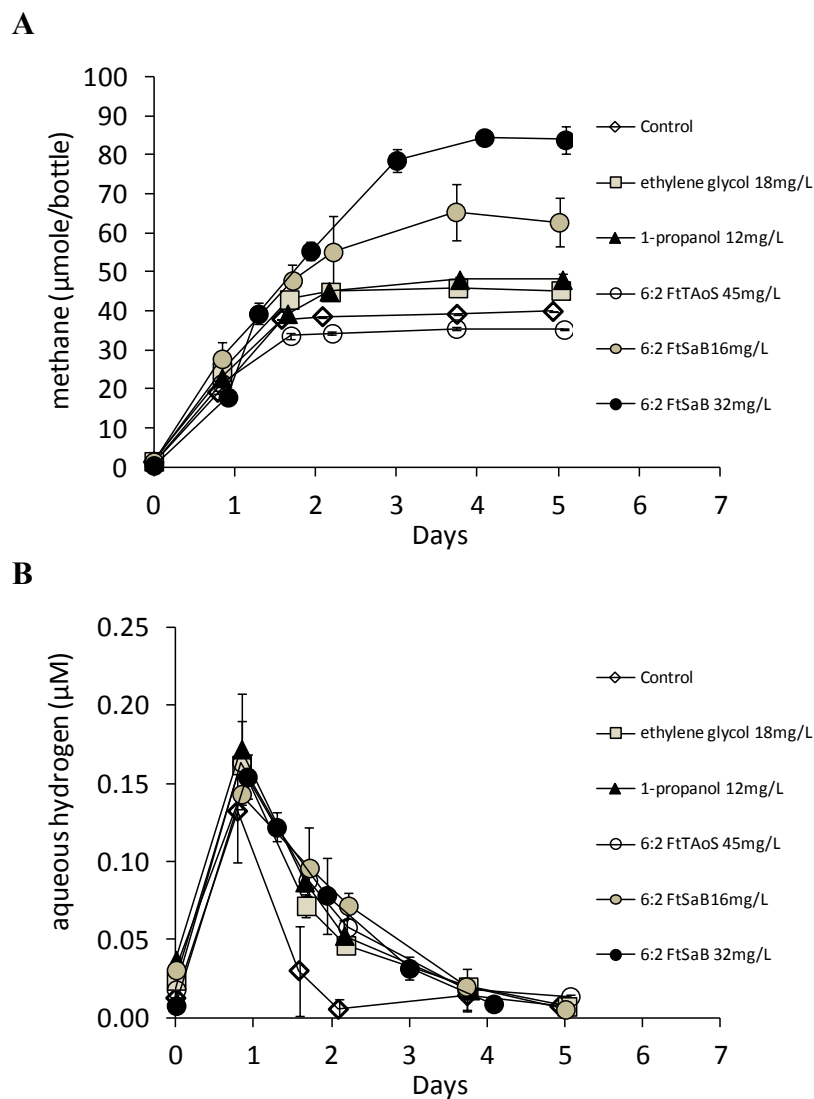 A
100
90
80
70
60
50
40
30
20
10
0
methane (µmole/bottle)
0 1 2 3 4 5 6 7
Days
Control
ethylene glycol 18mg/L
1-propanol 12mg/L
6:2 FtTAoS 45mg/L
6:2 FtSaB16mg/L
6:2 FtSaB 32mg/L
B
0.25
0.20
0.15
0.10
0.05
0.00
aqueous hydrogen (µM)
0 1 2 3 4 5 6 7
Days
Control
ethylene glycol 18mg/L
1-propanol 12mg/L
6:2 FtTAoS 45mg/L
6:2 FtSaB16mg/L
6:2 FtSaB 32mg/L